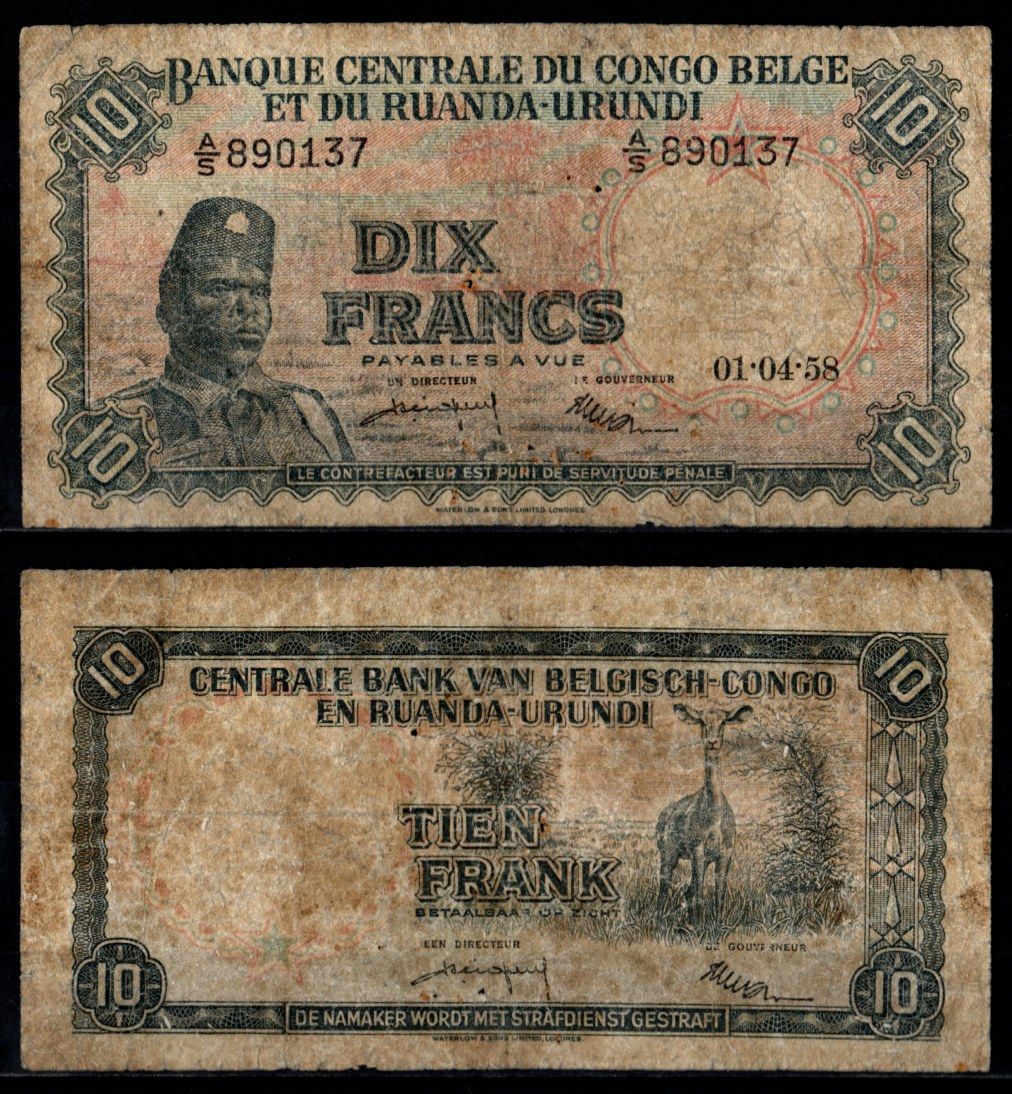 BANQUE CENTRALE DU CONGO BELGE
ET DU RUANDA-URUNDI
10 10
A/S 890137 A/S 890137
DIX
FRANCS
PAYABLES A VUE
UN DIRECTEUR LE GOUVERNEUR 01·04·58
10 10
LE CONTREFACTEUR EST PUNI DE SERVITUDE PÉNALE
WATERLOW & SONS LIMITED, LONDRES
10 10
CENTRALE BANK VAN BELGISCH-CONGO
EN RUANDA-URUNDI
TIEN
FRANK
BETAALBAAR OP ZICHT
EEN DIRECTEUR DE GOUVERNEUR
10 10
DE NAMAKER WORDT MET STRAFDIENST GESTRAFT
WATERLOW & SONS LIMITED, LONDRES